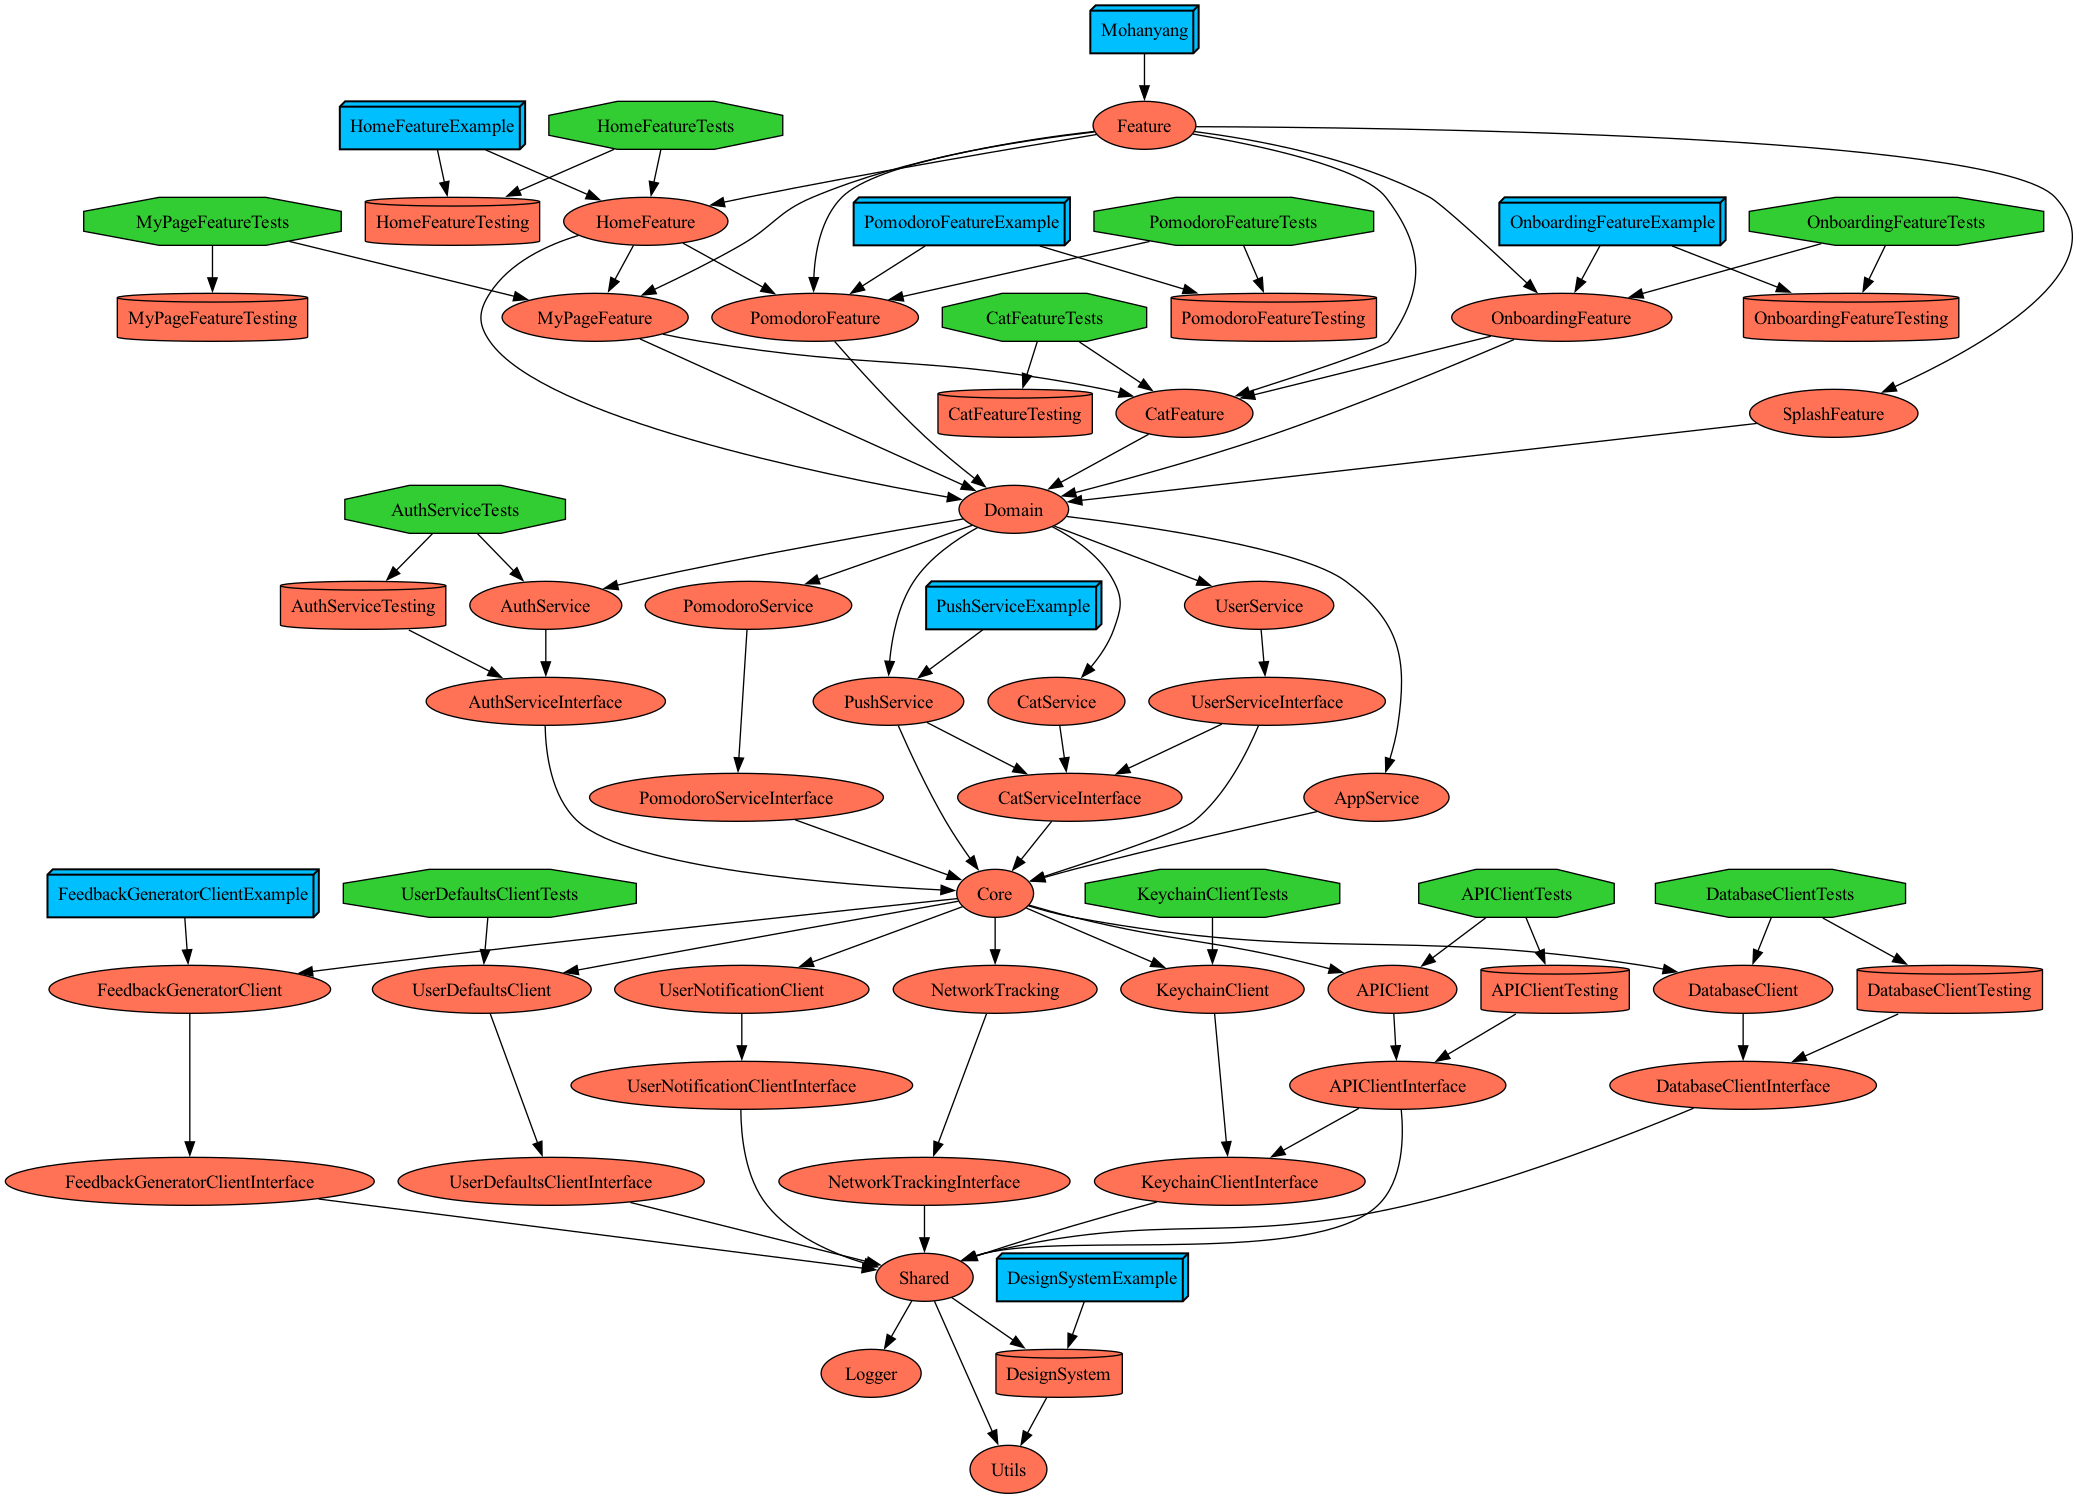 Mohanyang
HomeFeatureExample
HomeFeatureTests
Feature
MyPageFeatureTests
HomeFeatureTesting
HomeFeature
PomodoroFeatureExample
PomodoroFeatureTests
OnboardingFeatureExample
OnboardingFeatureTests
MyPageFeatureTesting
MyPageFeature
PomodoroFeature
CatFeatureTests
PomodoroFeatureTesting
OnboardingFeature
OnboardingFeatureTesting
CatFeatureTesting
CatFeature
SplashFeature
AuthServiceTests
Domain
AuthServiceTesting
AuthService
PomodoroService
PushServiceExample
UserService
AuthServiceInterface
PushService
CatService
UserServiceInterface
PomodoroServiceInterface
CatServiceInterface
AppService
FeedbackGeneratorClientExample
UserDefaultsClientTests
Core
KeychainClientTests
APIClientTests
DatabaseClientTests
FeedbackGeneratorClient
UserDefaultsClient
UserNotificationClient
NetworkTracking
KeychainClient
APIClient
APIClientTesting
DatabaseClient
DatabaseClientTesting
UserNotificationClientInterface
APIClientInterface
DatabaseClientInterface
FeedbackGeneratorClientInterface
UserDefaultsClientInterface
NetworkTrackingInterface
KeychainClientInterface
Shared
DesignSystemExample
Logger
DesignSystem
Utils